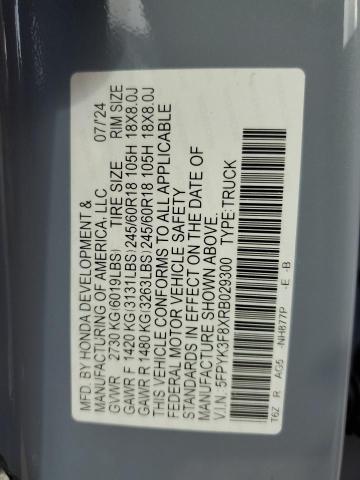 MFD. BY HONDA DEVELOPMENT &
MANUFACTURING OF AMERICA, LLC 07/'24
GVWR 2730 KG(6019LBS) TIRE SIZE RIM SIZE
GAWR F 1420 KG(3131LBS) 245/60R18 105H 18X8.0J
GAWR R 1480 KG(3263LBS) 245/60R18 105H 18X8.0J
THIS VEHICLE CONFORMS TO ALL APPLICABLE
FEDERAL MOTOR VEHICLE SAFETY
STANDARDS IN EFFECT ON THE DATE OF
MANUFACTURE SHOWN ABOVE.
V.I.N: 5FPYK3F8XRB029300 TYPE:TRUCK
T6Z R AG5 -NH877P -E -B